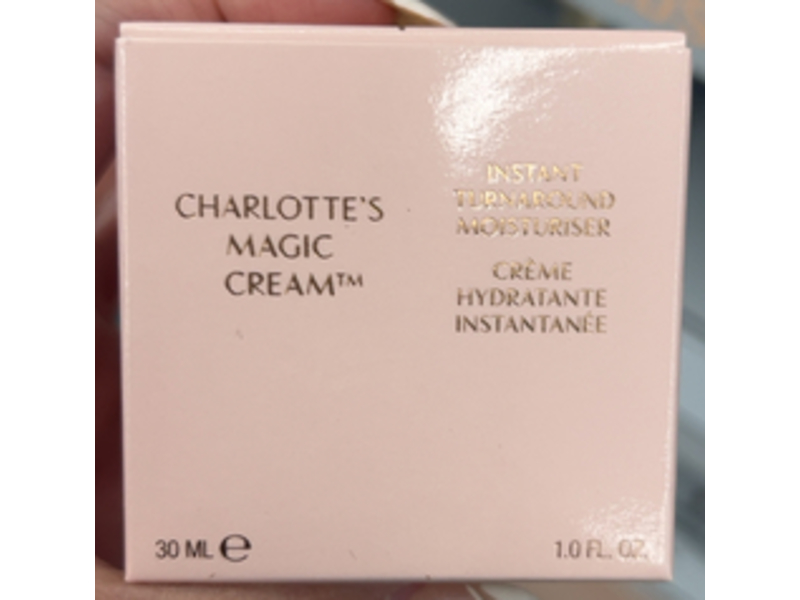 CHARLOTTE'S
MAGIC
CREAM™
INSTANT
TURNAROUND
MOISTURISER
CRÈME
HYDRATANTE
INSTANTANÉE
30 ML ℮
1.0 FL. OZ.